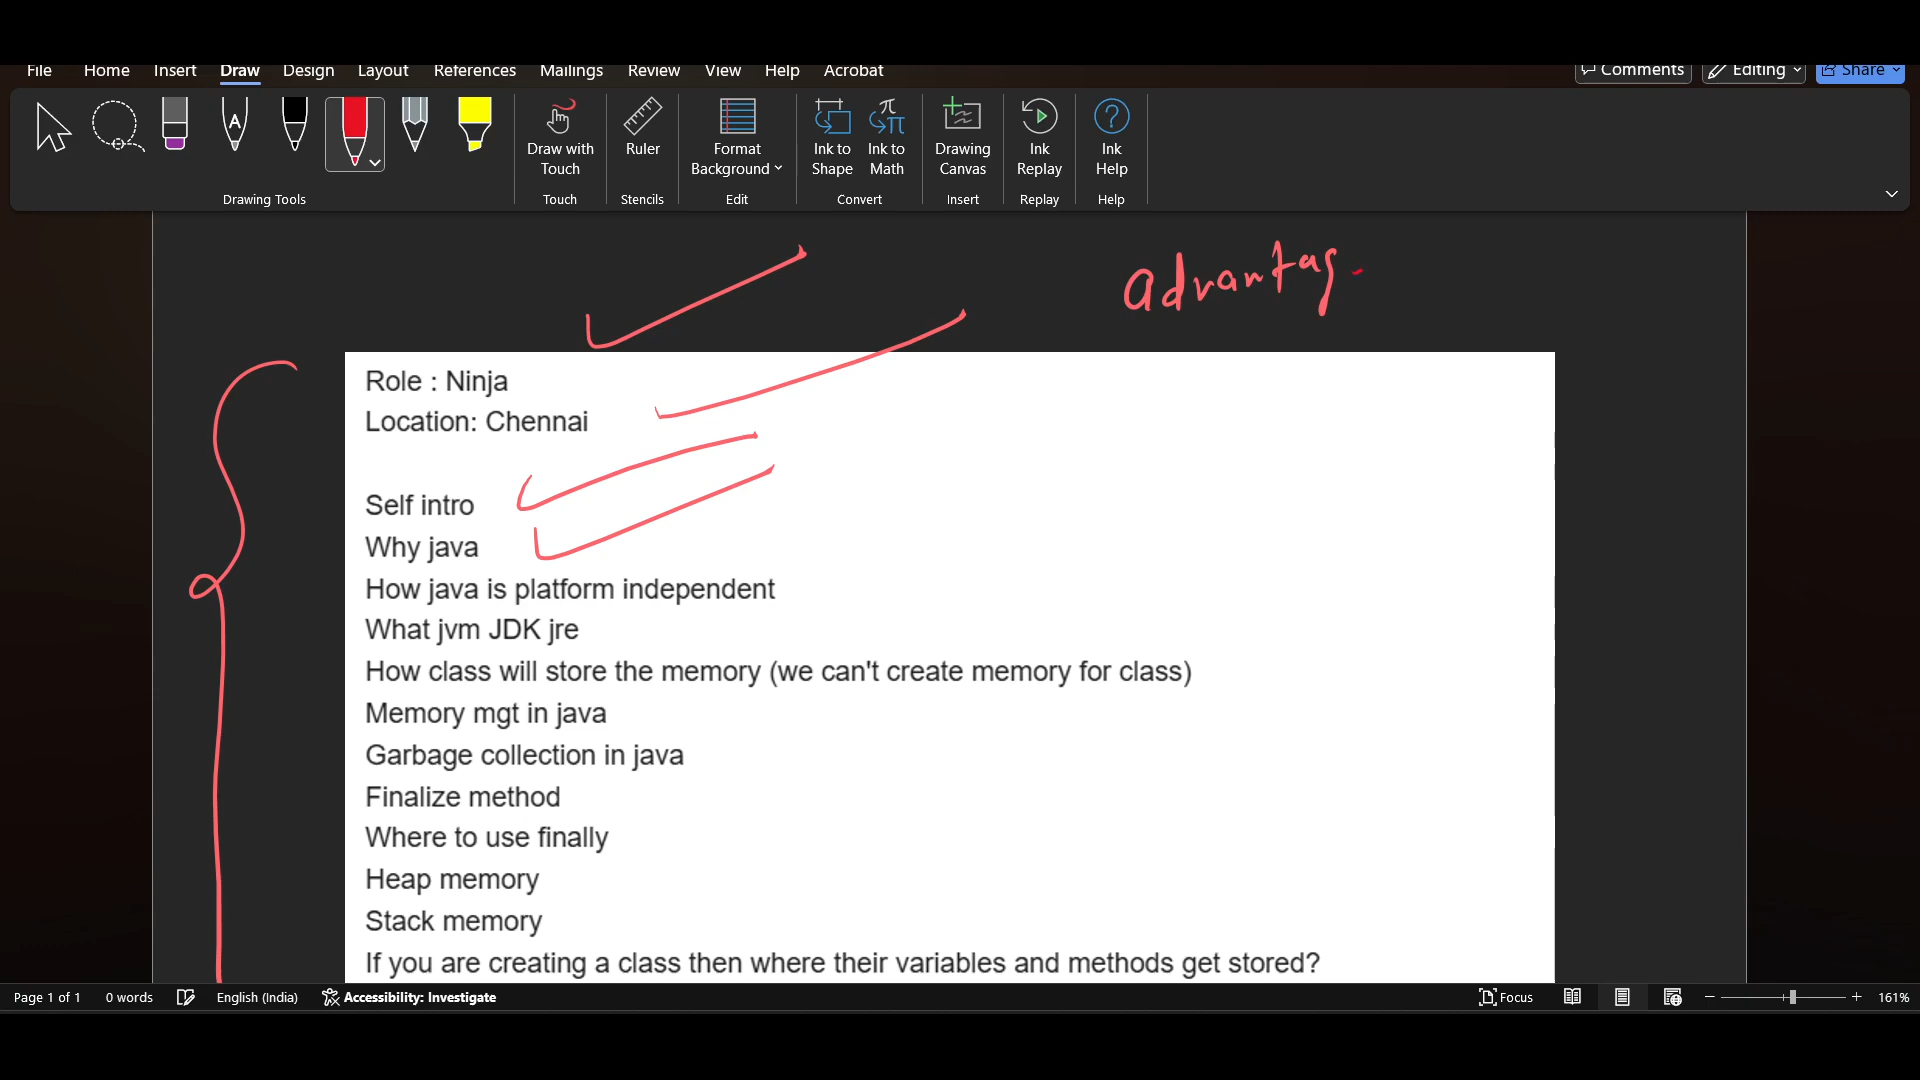 File Home Insert Draw Design Layout References Mailings Review View Help Acrobat Comments Editing Share
A
Draw with Touch Ruler Format Background Ink to Shape Ink to Math Drawing Canvas Ink Replay Ink Help
Drawing Tools Touch Stencils Edit Convert Insert Replay Help
advantag
Role : Ninja
Location: Chennai
Self intro
Why java
How java is platform independent
What jvm JDK jre
How class will store the memory (we can't create memory for class)
Memory mgt in java
Garbage collection in java
Finalize method
Where to use finally
Heap memory
Stack memory
If you are creating a class then where their variables and methods get stored?
Page 1 of 1 0 words English (India) Accessibility: Investigate Focus 161%